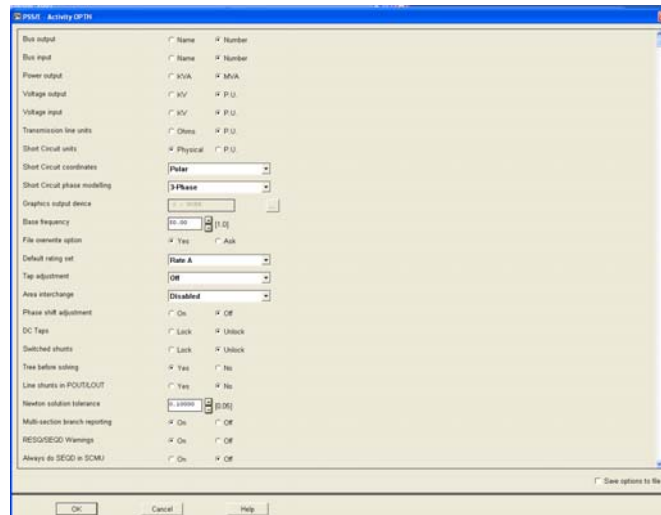 PSS/E - Activity OPTN
Bus output Name Number
Bus input Name Number
Power output KVA MVA
Voltage output KV P.U.
Voltage input KV P.U.
Transmission line units Ohms P.U.
Short Circuit units Physical P.U.
Short Circuit coordinates Polar
Short Circuit phase modelling 3-Phase
Graphics output device ...
Base frequency [1.0]
File overwrite option Yes Ask
Default rating set Rate A
Tap adjustment Off
Area interchange Disabled
Phase shift adjustment On Off
DC Taps Lock Unlock
Switched shunts Lock Unlock
Tree before solving Yes No
Line shunts in POUT/LOUT Yes No
Newton solution tolerance 0.10000 [0.05]
Multi-section branch reporting On Off
RESQ/SEQD Warnings On Off
Always do SEQD in SCMU On Off
Save options to file
OK Cancel Help